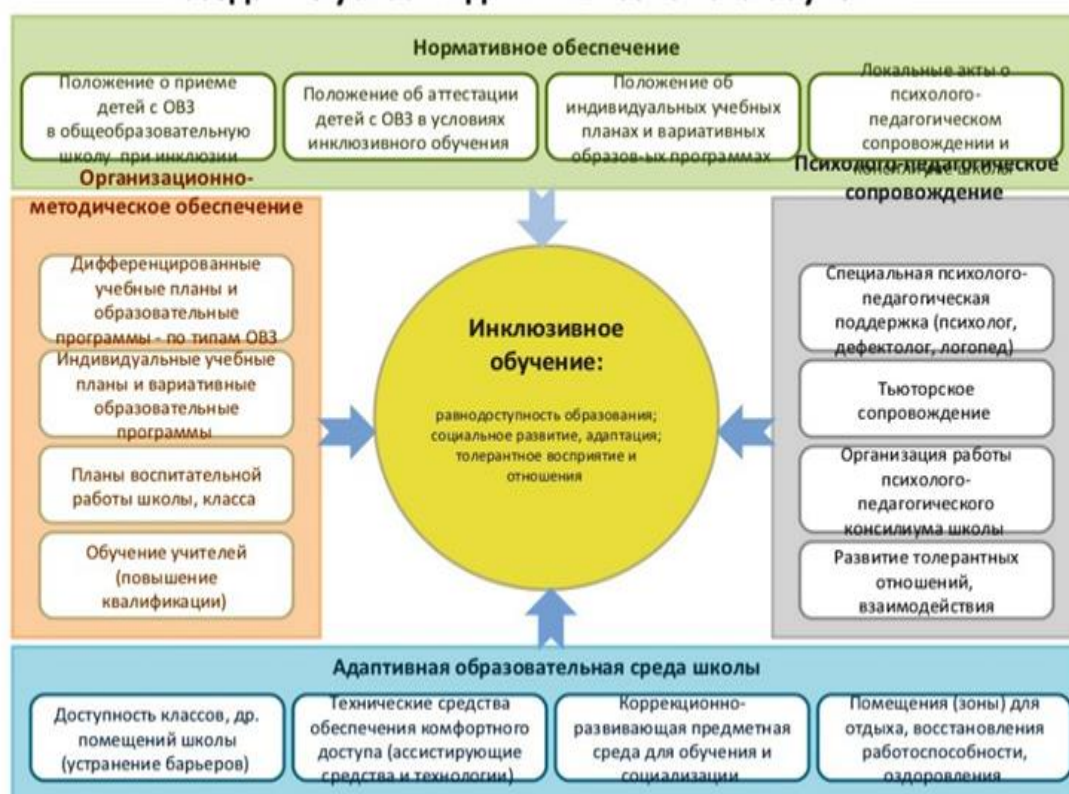 Нормативное обеспечение
Положение о приеме
детей с ОВЗ
в общеобразовательную
школу при инклюзии
Положение об аттестации
детей с ОВЗ в условиях
инклюзивного обучения
Положение об
индивидуальных учебных
планах и вариативных
образов-ых программах
Локальные акты о
психолого-
педагогическом
сопровождении и
консилиуме школы
Организационно-
методическое обеспечение
Дифференцированные
учебные планы и
образовательные
программы - по типам ОВЗ
Индивидуальные учебные
планы и вариативные
образовательные
программы
Планы воспитательной
работы школы, класса
Обучение учителей
(повышение
квалификации)
Инклюзивное
обучение:
равнодоступность образования;
социальное развитие, адаптация;
толерантное восприятие и
отношения
Психолого-педагогическое
сопровождение
Специальная психолого-
педагогическая
поддержка (психолог,
дефектолог, логопед)
Тьюторское
сопровождение
Организация работы
психолого-
педагогического
консилиума школы
Развитие толерантных
отношений,
взаимодействия
Адаптивная образовательная среда школы
Доступность классов, др.
помещений школы
(устранение барьеров)
Технические средства
обеспечения комфортного
доступа (ассистирующие
средства и технологии)
Коррекционно-
развивающая предметная
среда для обучения и
социализации
Помещения (зоны) для
отдыха, восстановления
работоспособности,
оздоровления